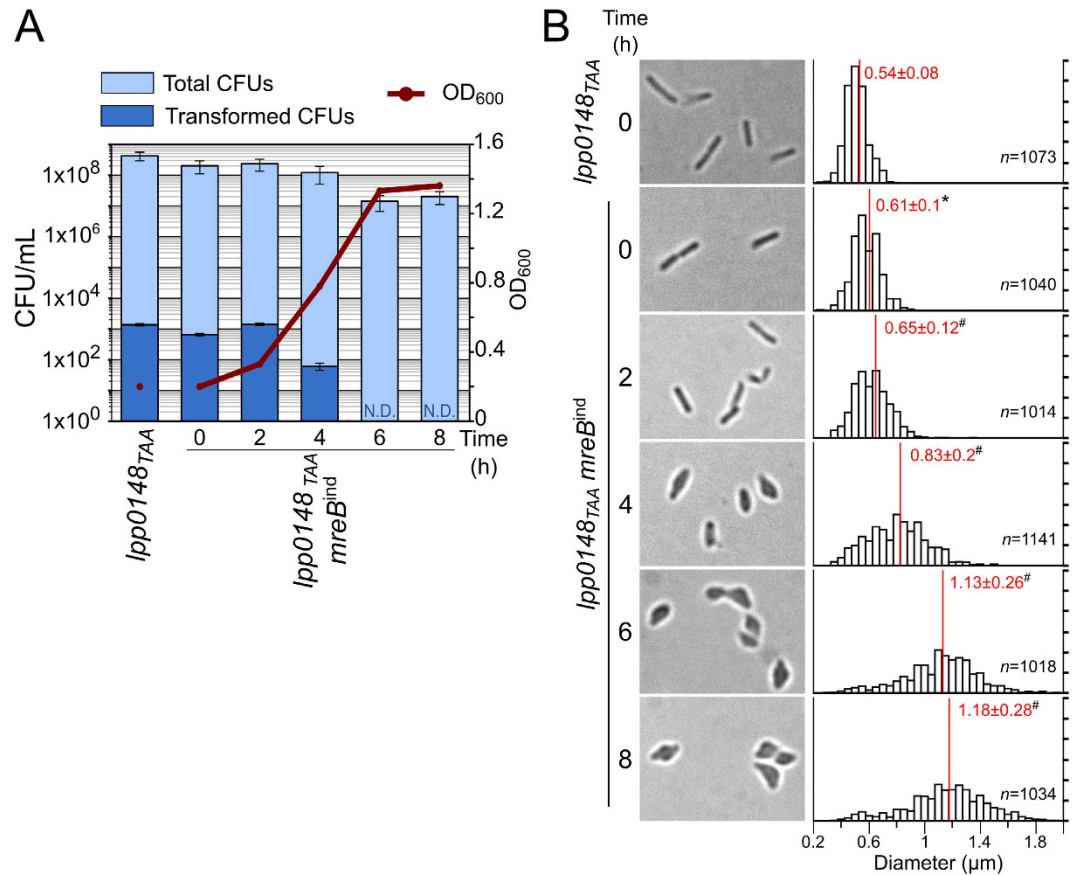 A
Total CFUs
Transformed CFUs
OD600
CFU/mL
1x10^8
1x10^6
1x10^4
1x10^2
1x10^0
1.6
1.2
0.8
0.4
0
OD600
N.D.
N.D.
0 2 4 6 8 Time
(h)
lpp0148TAA
lpp0148TAA
mreB^ind
B
Time
(h)
lpp0148TAA
0
0.54±0.08
n=1073
lpp0148TAA mreB^ind
0
0.61±0.1*
n=1040
2
0.65±0.12#
n=1014
4
0.83±0.2#
n=1141
6
1.13±0.26#
n=1018
8
1.18±0.28#
n=1034
0.2 0.6 1 1.4 1.8
Diameter (µm)